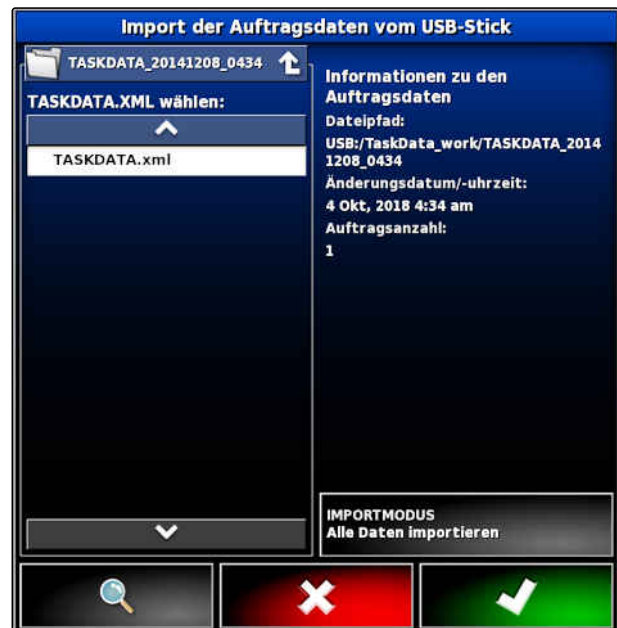 Import der Auftragsdaten vom USB-Stick
TASKDATA_20141208_0434
TASKDATA.XML wählen:
TASKDATA.xml
Informationen zu den
Auftragsdaten
Dateipfad:
USB:/TaskData_work/TASKDATA_2014
1208_0434
Änderungsdatum/-uhrzeit:
4 Okt, 2018 4:34 am
Auftragsanzahl:
1
IMPORTMODUS
Alle Daten importieren